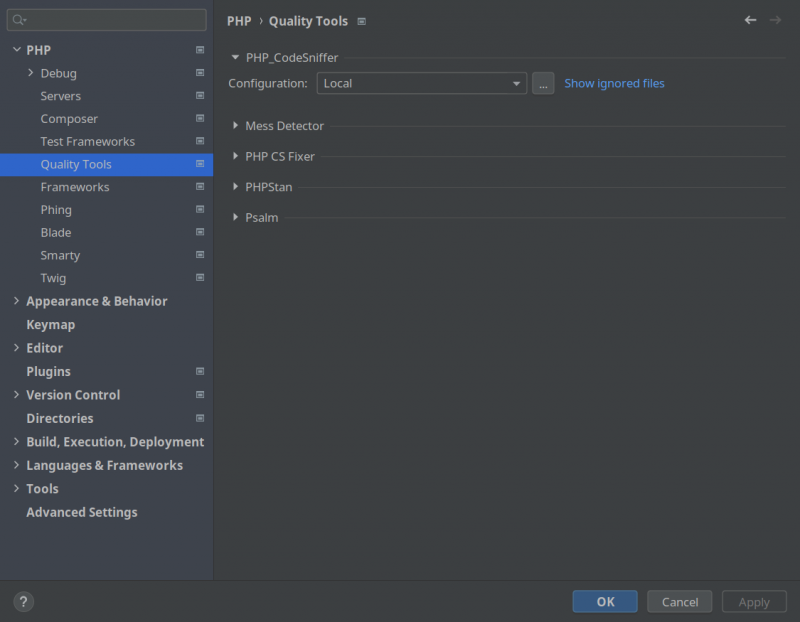 PHP
Debug
Servers
Composer
Test Frameworks
Quality Tools
Frameworks
Phing
Blade
Smarty
Twig
Appearance & Behavior
Keymap
Editor
Plugins
Version Control
Directories
Build, Execution, Deployment
Languages & Frameworks
Tools
Advanced Settings
PHP › Quality Tools
PHP_CodeSniffer
Configuration: Local ... Show ignored files
Mess Detector
PHP CS Fixer
PHPStan
Psalm
? OK Cancel Apply